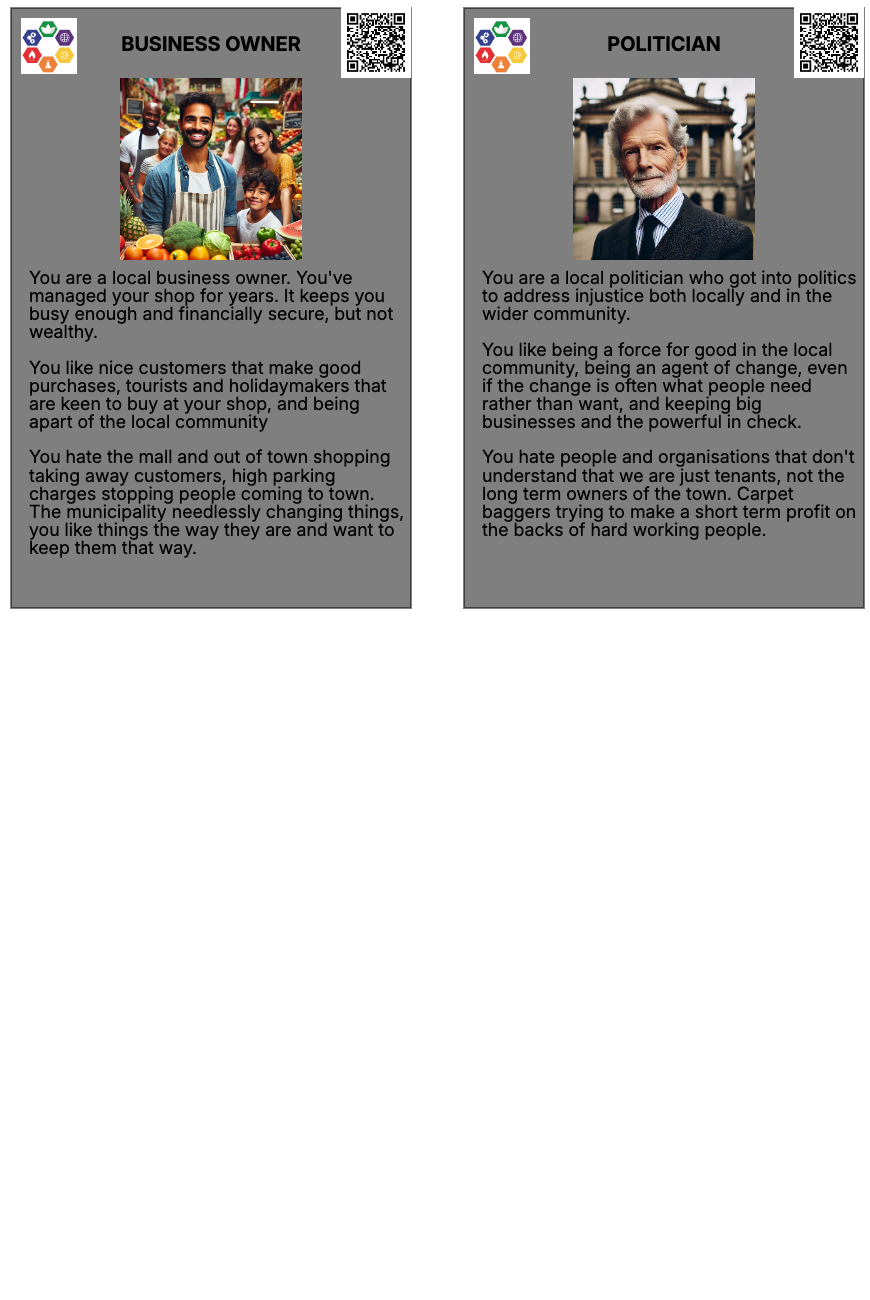 BUSINESS OWNER
You are a local business owner. You've
managed your shop for years. It keeps you
busy enough and financially secure, but not
wealthy.
You like nice customers that make good
purchases, tourists and holidaymakers that
are keen to buy at your shop, and being
apart of the local community
You hate the mall and out of town shopping
taking away customers, high parking
charges stopping people coming to town.
The municipality needlessly changing things,
you like things the way they are and want to
keep them that way.
POLITICIAN
You are a local politician who got into politics
to address injustice both locally and in the
wider community.
You like being a force for good in the local
community, being an agent of change, even
if the change is often what people need
rather than want, and keeping big
businesses and the powerful in check.
You hate people and organisations that don't
understand that we are just tenants, not the
long term owners of the town. Carpet
baggers trying to make a short term profit on
the backs of hard working people.